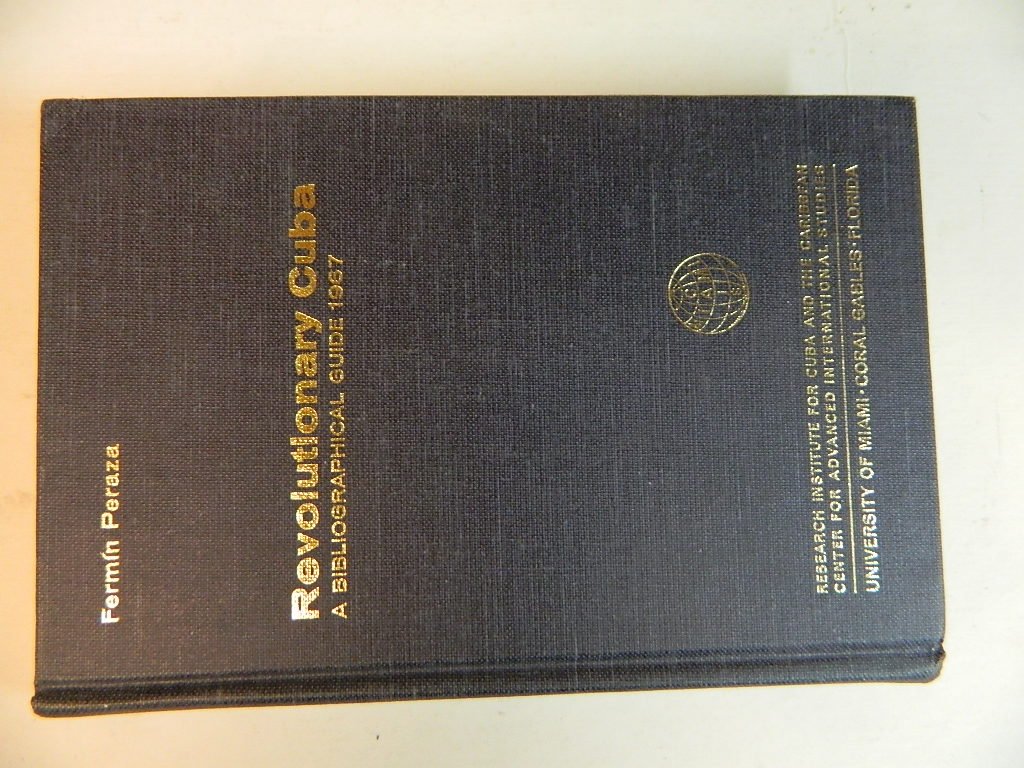 Fermín Peraza
Revolutionary Cuba
A BIBLIOGRAPHICAL GUIDE 1967
RESEARCH INSTITUTE FOR CUBA AND THE CARIBBEAN
CENTER FOR ADVANCED INTERNATIONAL STUDIES
UNIVERSITY OF MIAMI·CORAL GABLES·FLORIDA